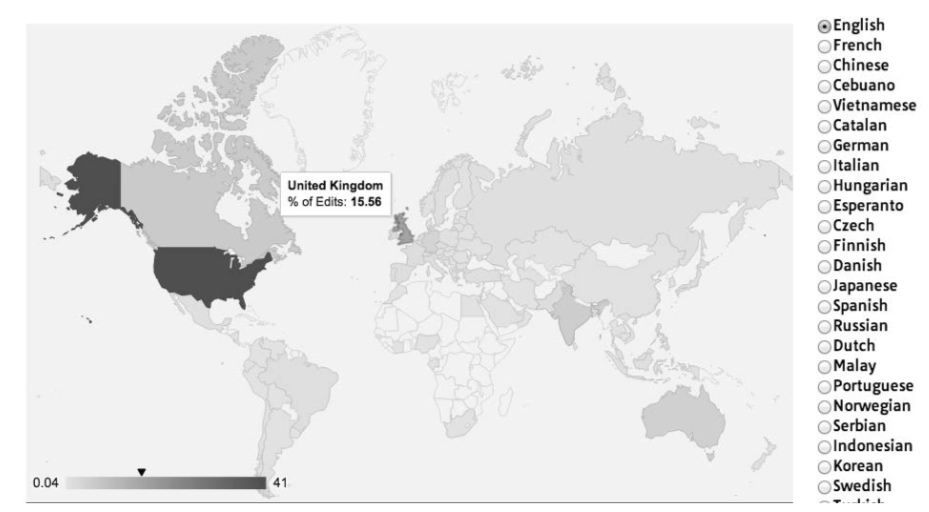 United Kingdom
% of Edits: 15.56
0.04
41
English
French
Chinese
Cebuano
Vietnamese
Catalan
German
Italian
Hungarian
Esperanto
Czech
Finnish
Danish
Japanese
Spanish
Russian
Dutch
Malay
Portuguese
Norwegian
Serbian
Indonesian
Korean
Swedish